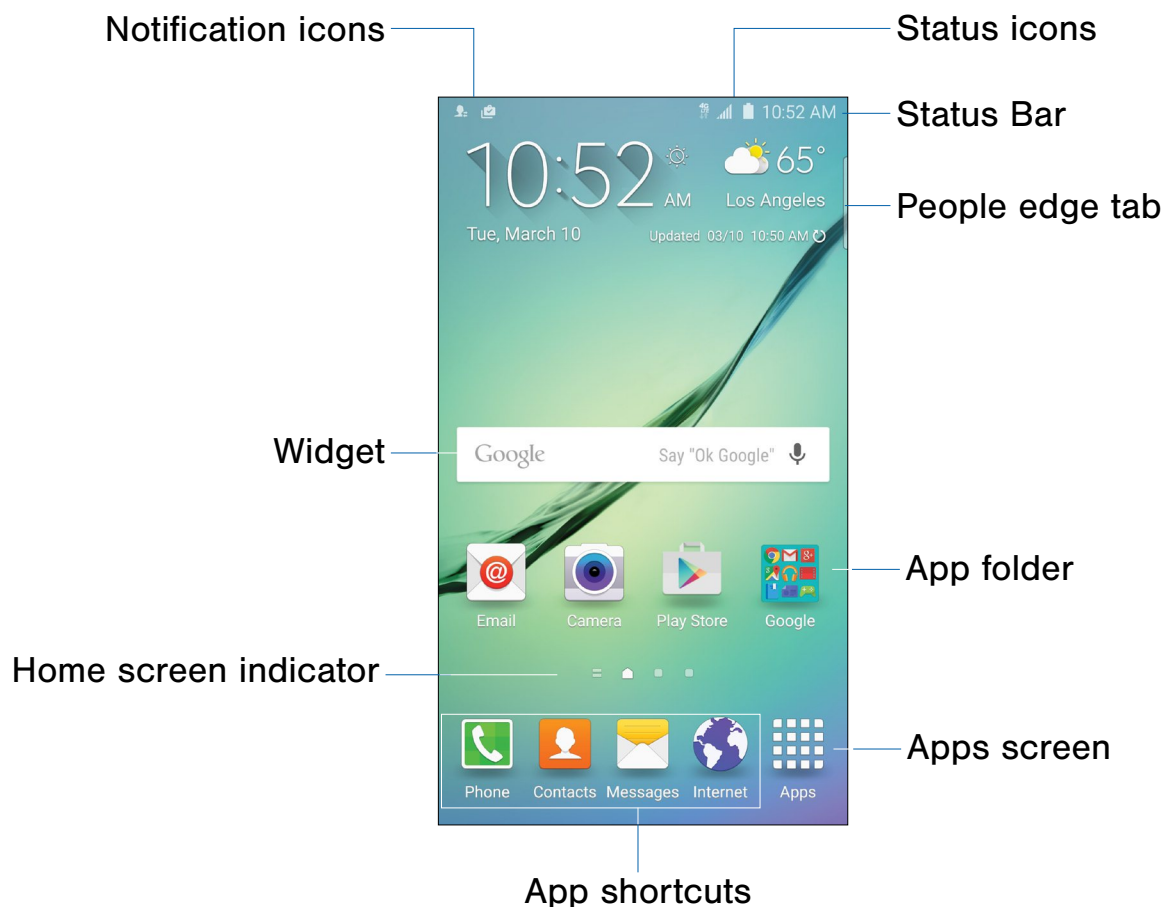 Notification icons
Status icons
10:52 AM
Status Bar
10:52 AM
65°
Los Angeles
People edge tab
Tue, March 10
Updated 03/10 10:50 AM
Widget
Google
Say "Ok Google"
App folder
Email
Camera
Play Store
Google
Home screen indicator
Apps screen
Phone
Contacts
Messages
Internet
Apps
App shortcuts